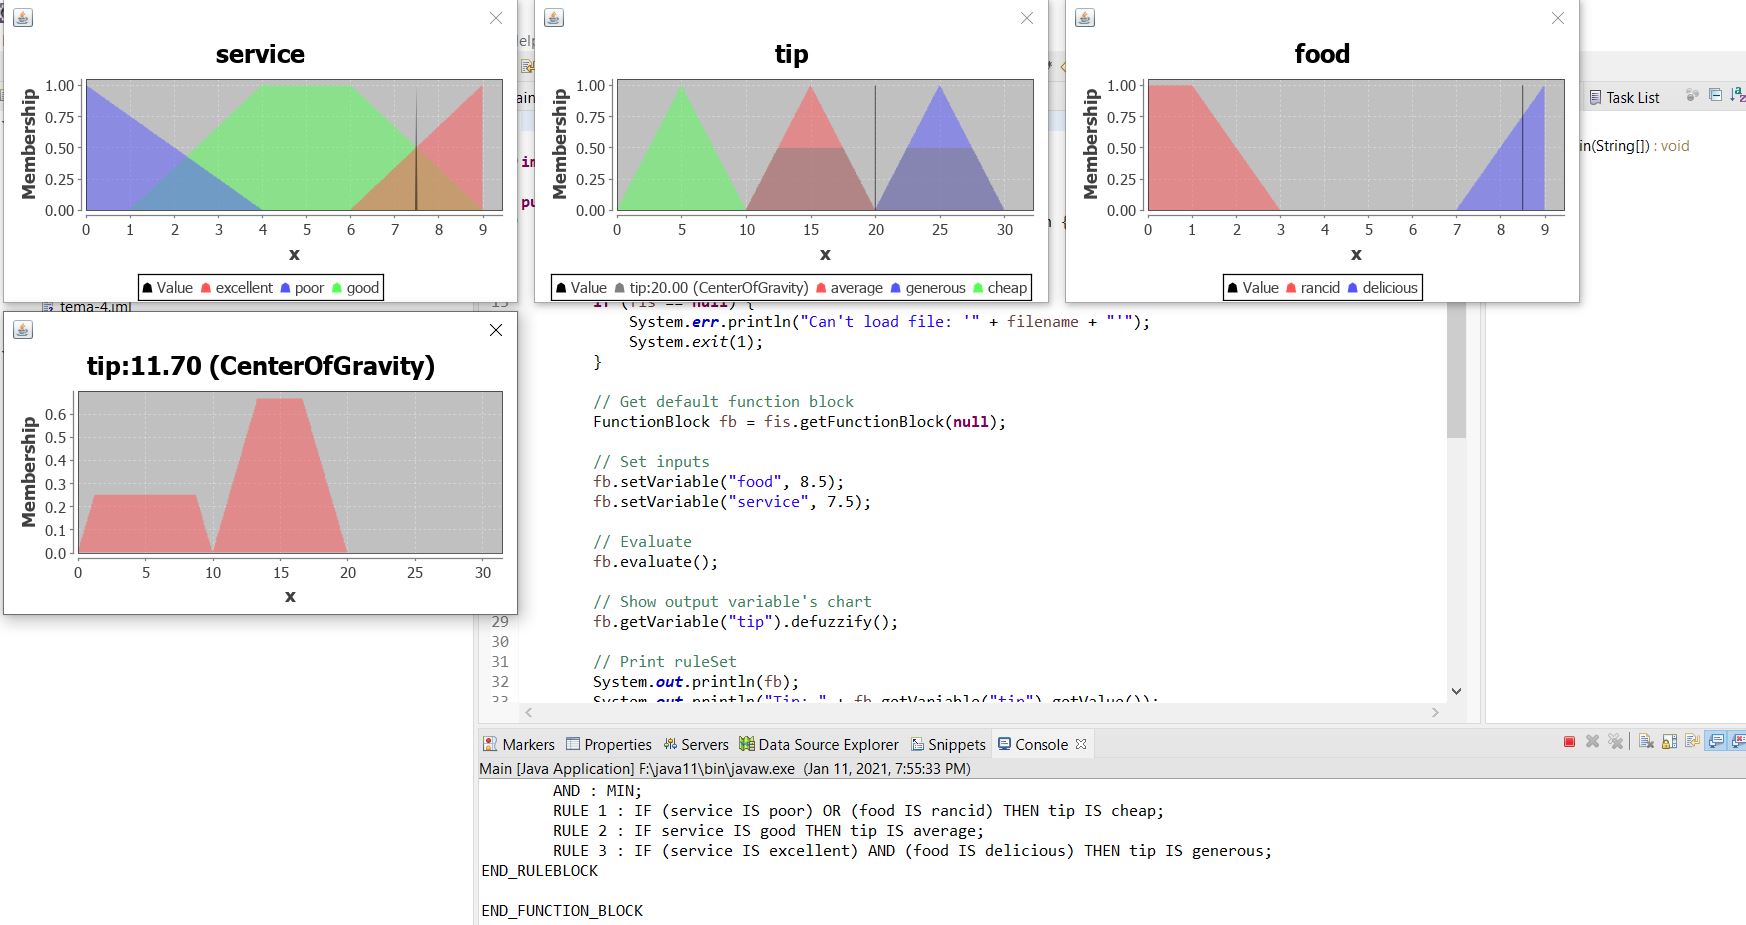 service
Membership
1.00
0.75
0.50
0.25
0.00
0 1 2 3 4 5 6 7 8 9
x
Value excellent poor good
tip
Membership
1.00
0.75
0.50
0.25
0.00
0 5 10 15 20 25 30
x
Value tip:20.00 (CenterOfGravity) average generous cheap
food
Membership
1.00
0.75
0.50
0.25
0.00
0 1 2 3 4 5 6 7 8 9
x
Value rancid delicious
Task List
in(String[]) : void
tema-4.iml
tip:11.70 (CenterOfGravity)
Membership
0.6
0.5
0.4
0.3
0.2
0.1
0.0
0 5 10 15 20 25 30
x
if (fis == null) {
System.err.println("Can't load file: '" + filename + "'");
System.exit(1);
}
// Get default function block
FunctionBlock fb = fis.getFunctionBlock(null);
// Set inputs
fb.setVariable("food", 8.5);
fb.setVariable("service", 7.5);
// Evaluate
fb.evaluate();
// Show output variable's chart
29 fb.getVariable("tip").defuzzify();
30
31 // Print ruleSet
32 System.out.println(fb);
33 System.out.println("Tip: " + fb.getVariable("tip").getValue());
Markers Properties Servers Data Source Explorer Snippets Console
Main [Java Application] F:\java11\bin\javaw.exe (Jan 11, 2021, 7:55:33 PM)
AND : MIN;
RULE 1 : IF (service IS poor) OR (food IS rancid) THEN tip IS cheap;
RULE 2 : IF service IS good THEN tip IS average;
RULE 3 : IF (service IS excellent) AND (food IS delicious) THEN tip IS generous;
END_RULEBLOCK
END_FUNCTION_BLOCK